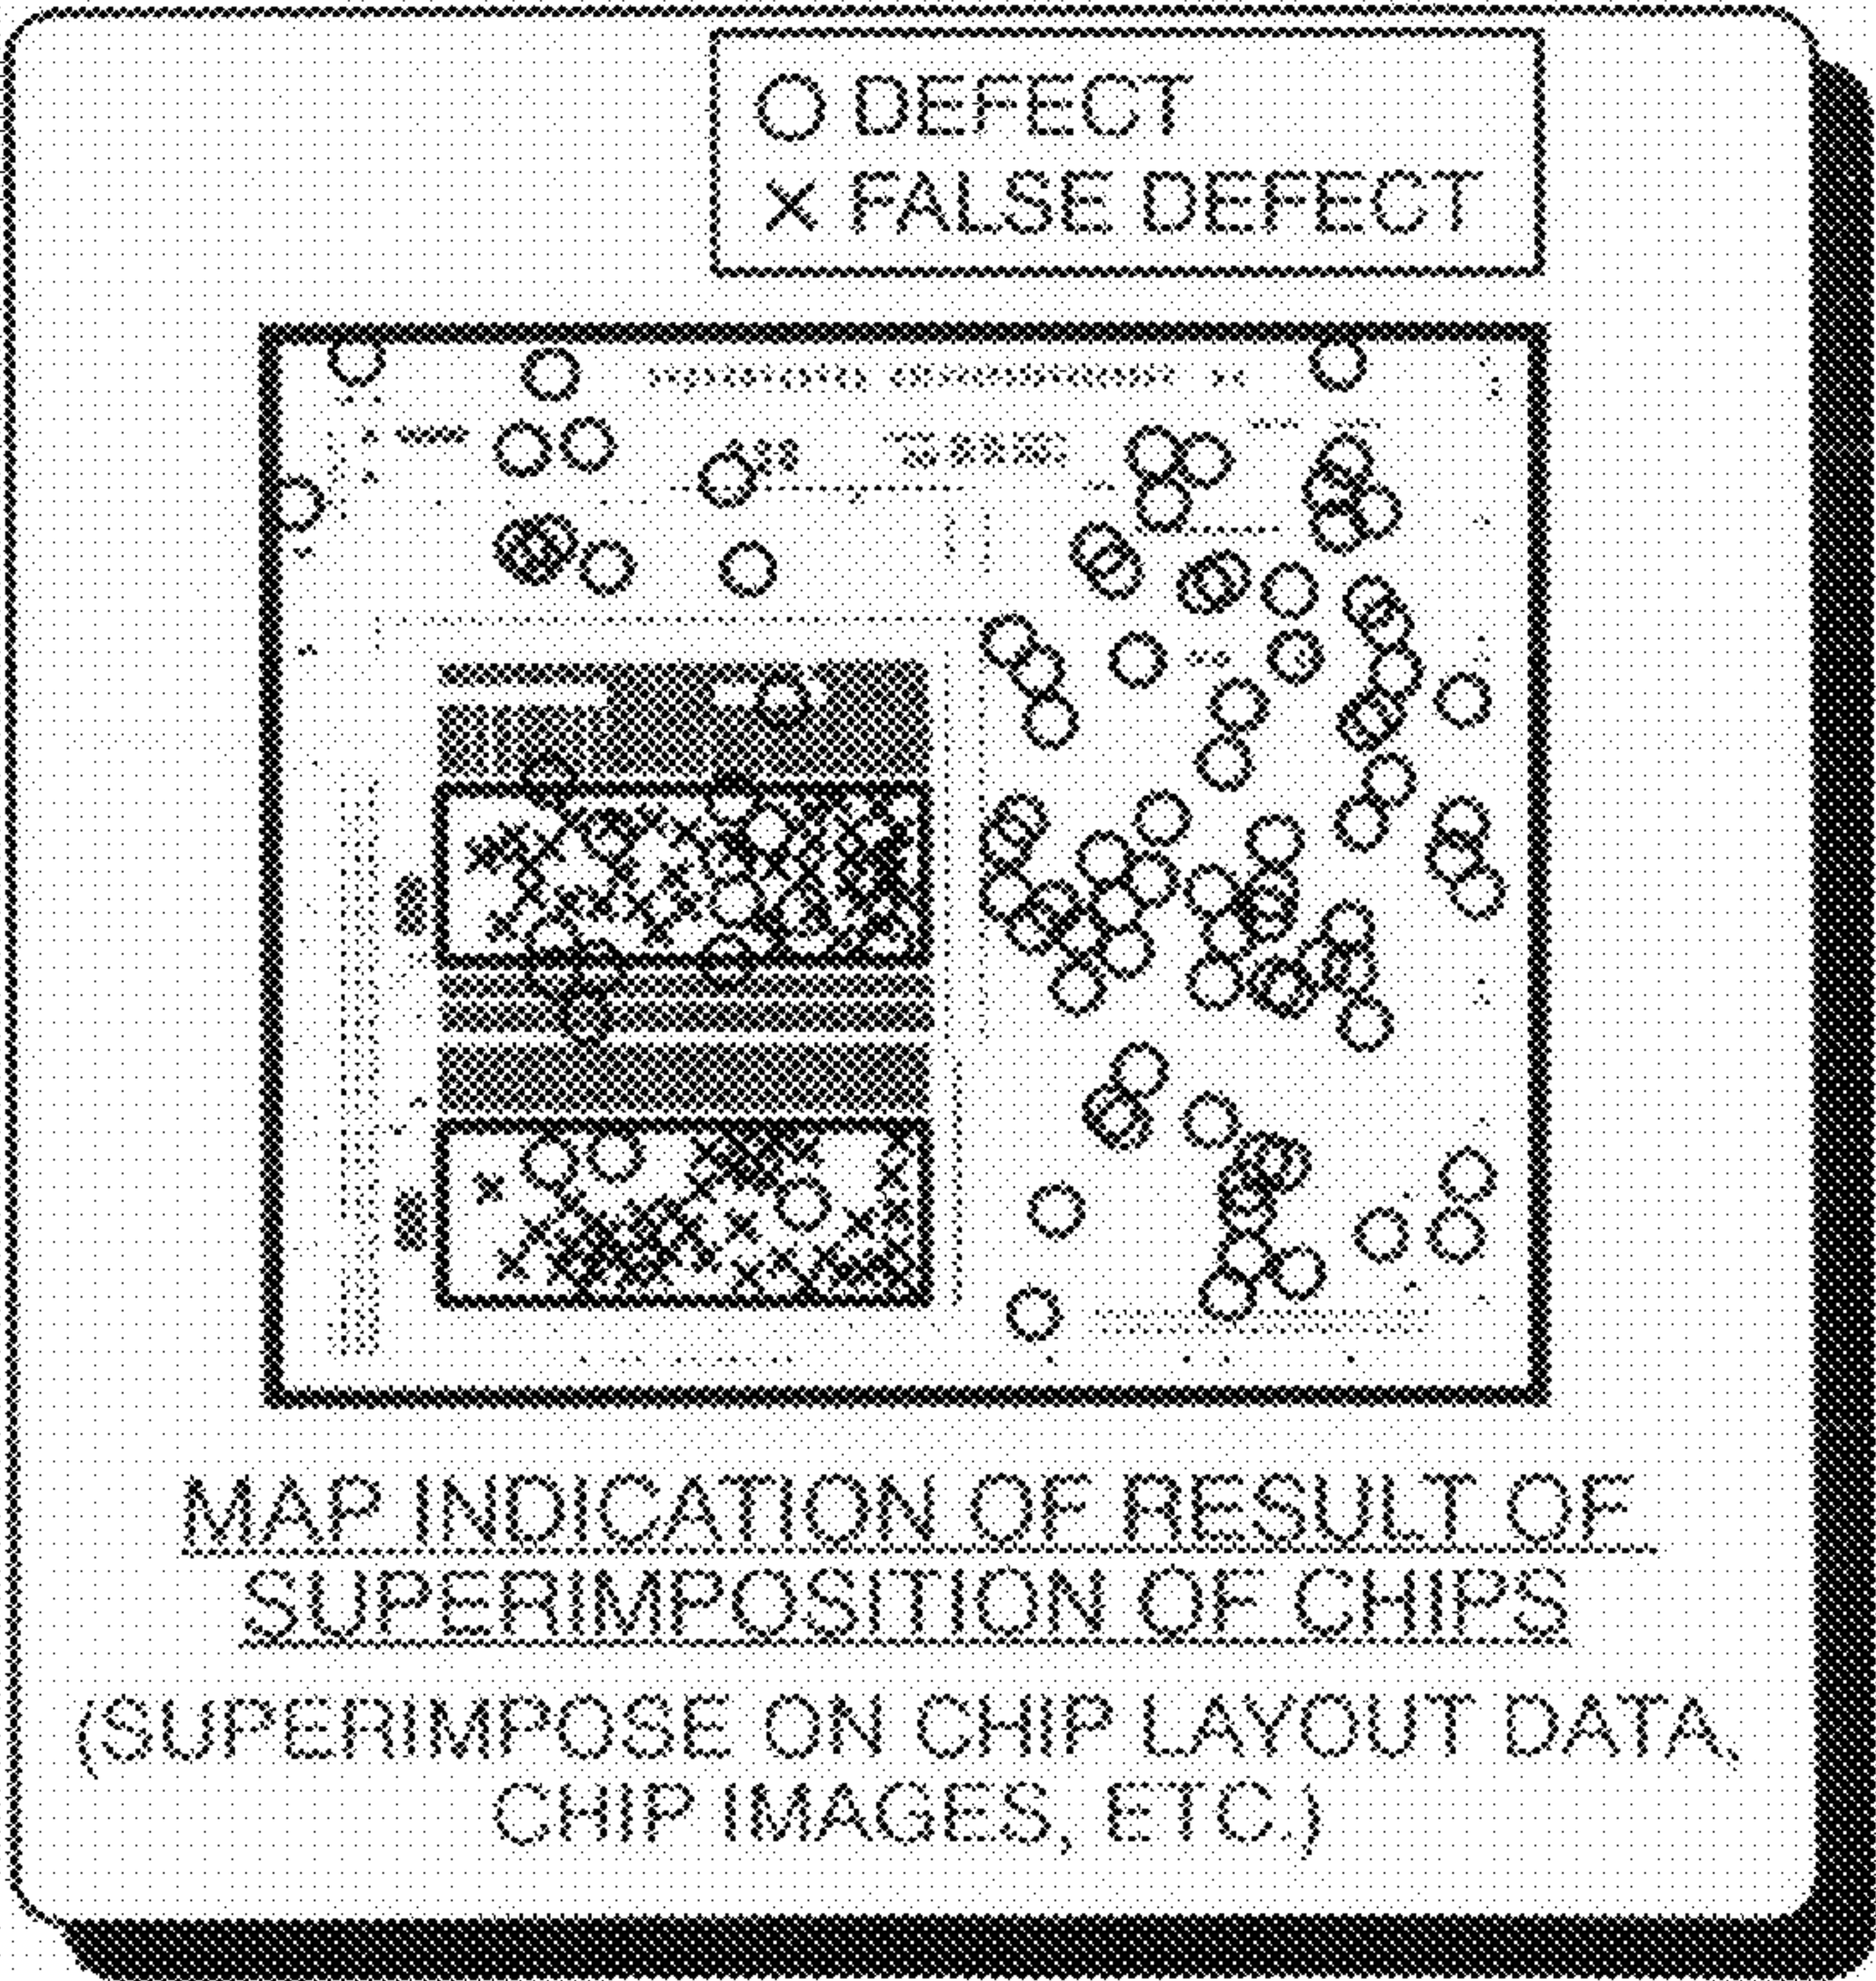 ○ DEFECT
× FALSE DEFECT
MAP INDICATION OF RESULT OF
SUPERIMPOSITION OF CHIPS
(SUPERIMPOSE ON CHIP LAYOUT DATA,
CHIP IMAGES, ETC.)